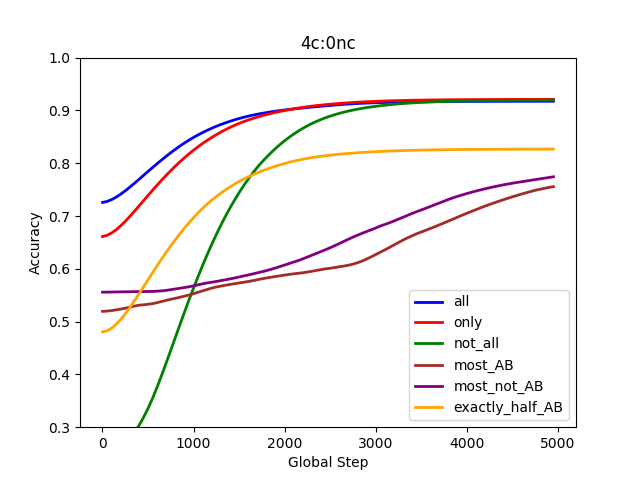 4c:0nc
1.0
0.9
0.8
0.7
0.6
0.5
0.4
0.3
Accuracy
all
only
not_all
most_AB
most_not_AB
exactly_half_AB
0 1000 2000 3000 4000 5000
Global Step